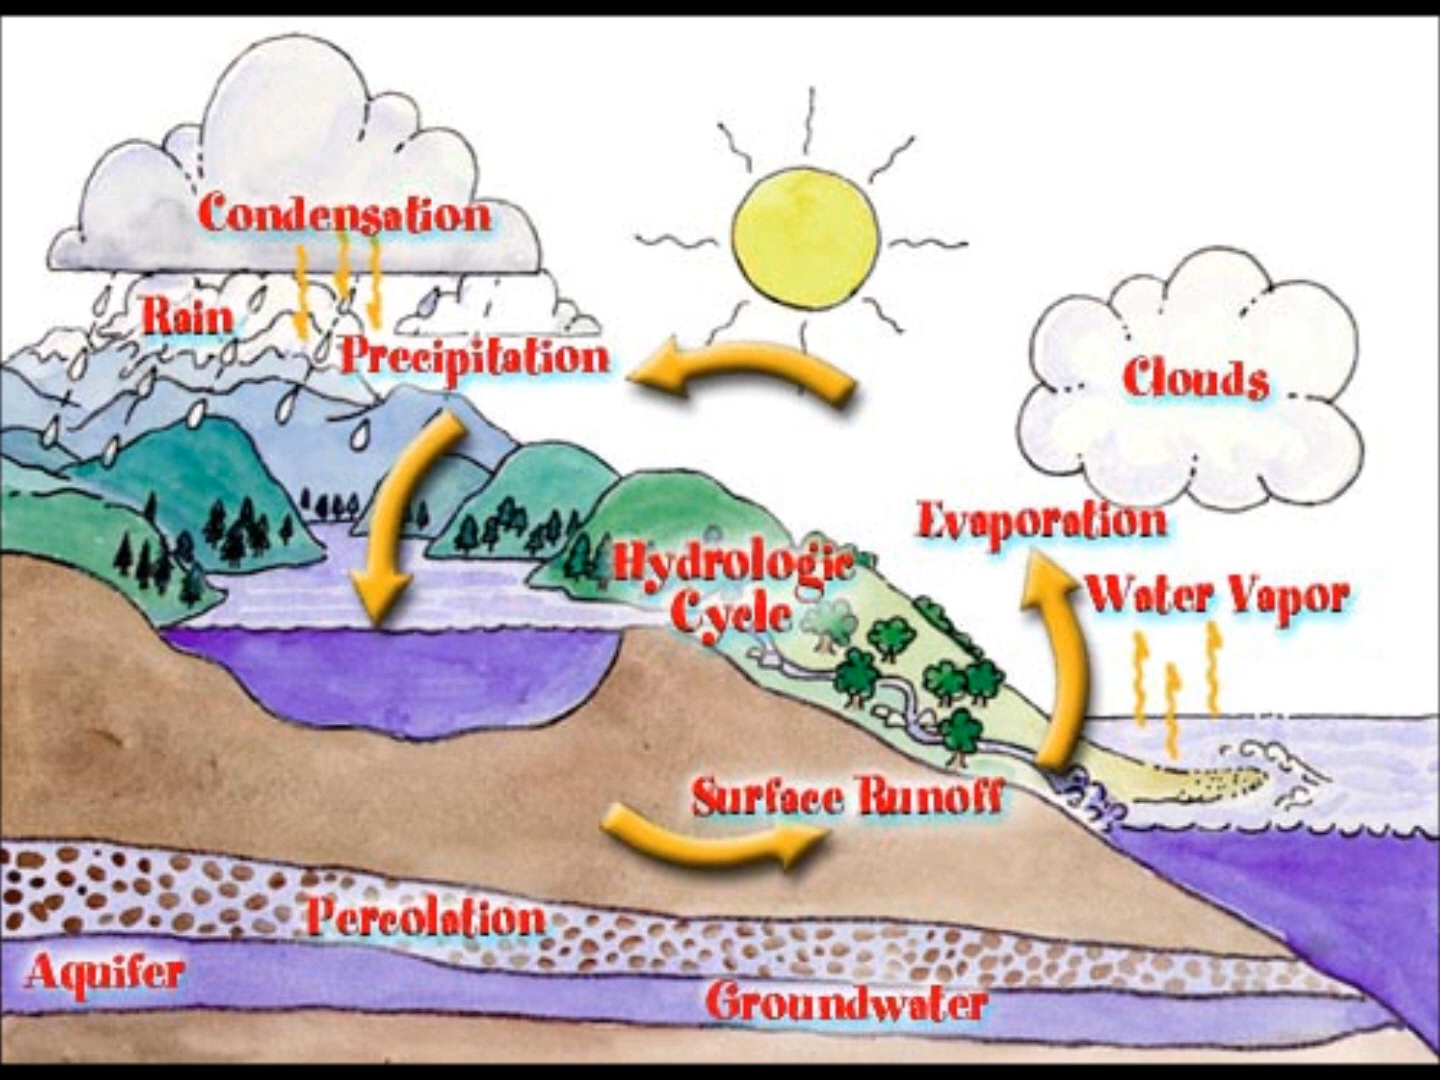 Condensation
Rain
Precipitation
Clouds
Evaporation
Hydrologic
Cycle
Water Vapor
Surface Runoff
Percolation
Aquifer
Groundwater